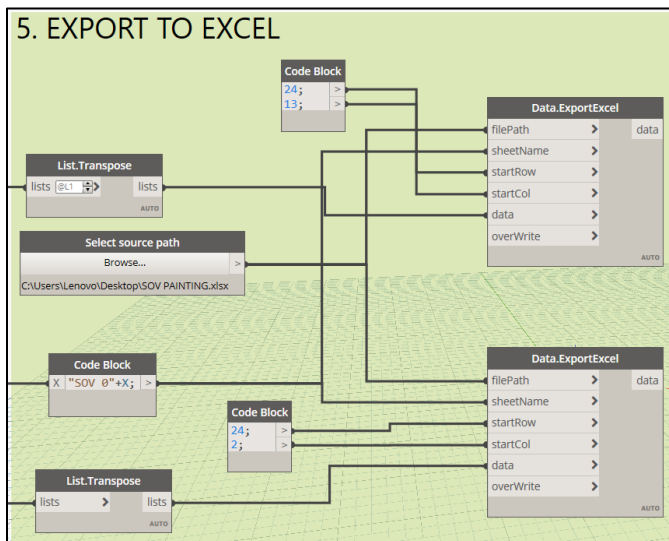 5. EXPORT TO EXCEL
Code Block
24; >
13; >
Data.ExportExcel
filePath > data
sheetName >
startRow >
startCol >
data >
overWrite >
AUTO
List.Transpose
lists @L1 > lists
AUTO
Select source path
Browse... >
C:\Users\Lenovo\Desktop\SOV PAINTING.xlsx
Code Block
X "SOV 0"+X; >
Code Block
24; >
2; >
Data.ExportExcel
filePath > data
sheetName >
startRow >
startCol >
data >
overWrite >
AUTO
List.Transpose
lists > lists
AUTO